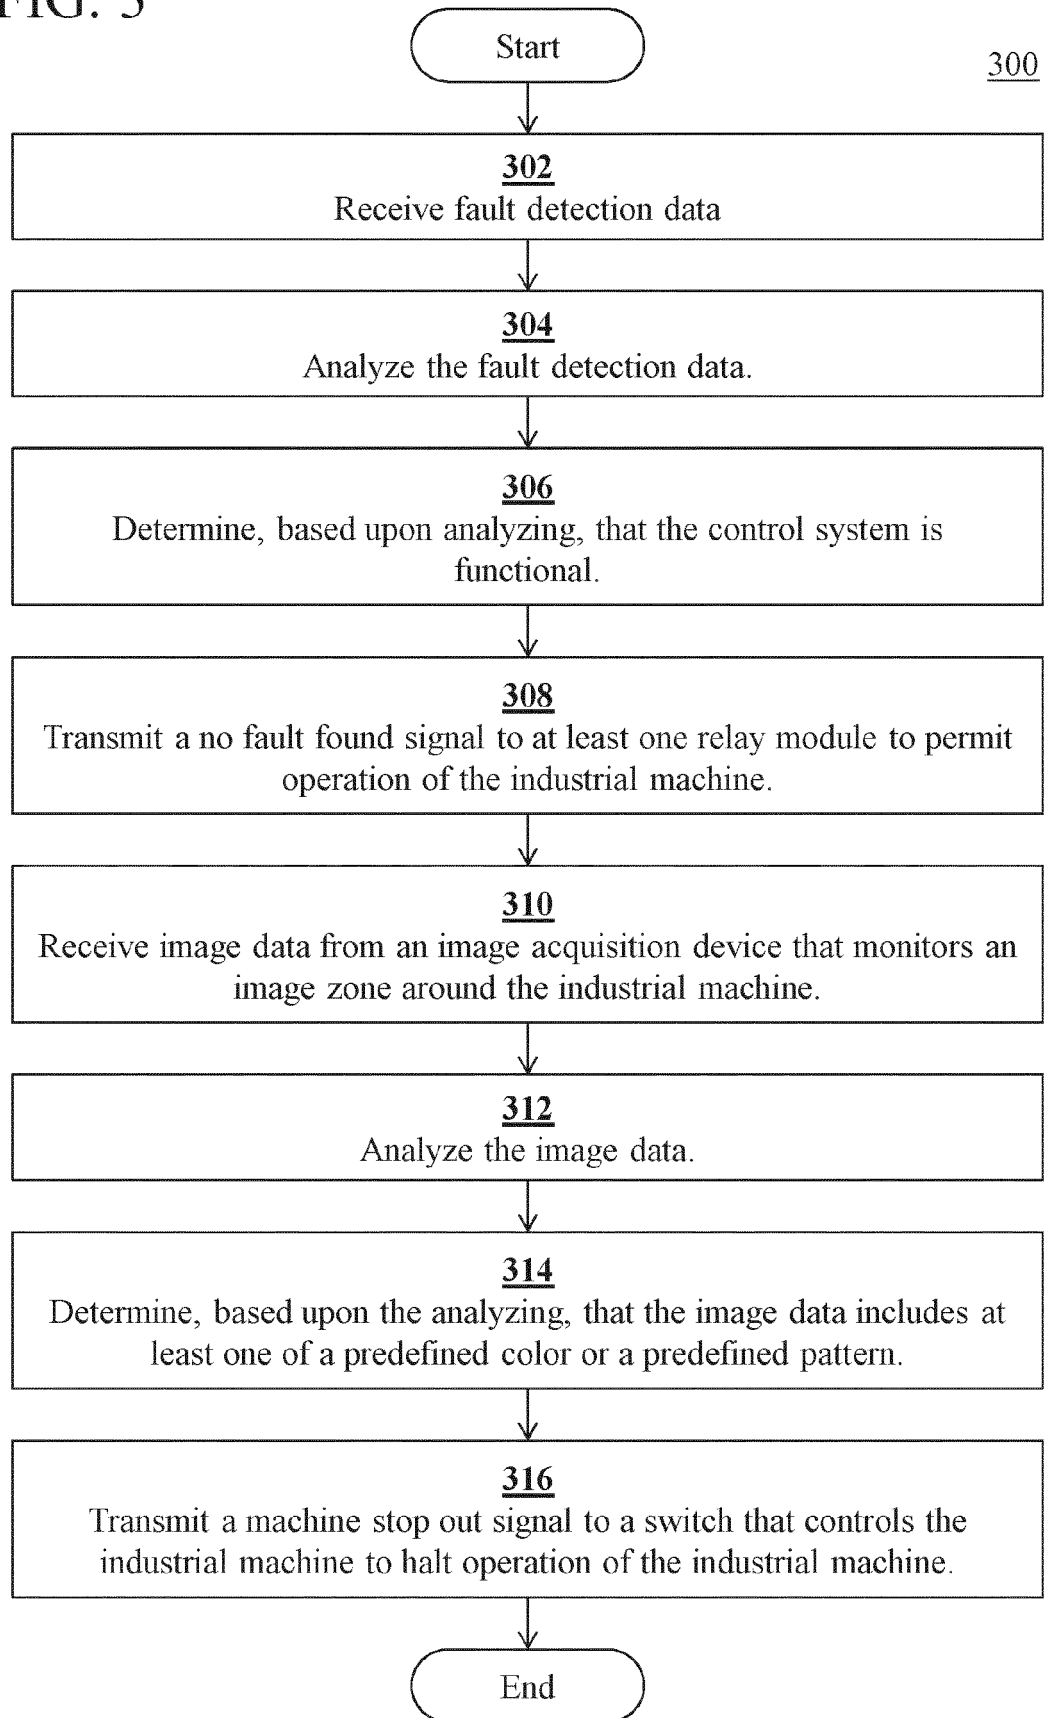 FIG. 3
Start
300
302
Receive fault detection data
304
Analyze the fault detection data.
306
Determine, based upon analyzing, that the control system is
functional.
308
Transmit a no fault found signal to at least one relay module to permit
operation of the industrial machine.
310
Receive image data from an image acquisition device that monitors an
image zone around the industrial machine.
312
Analyze the image data.
314
Determine, based upon the analyzing, that the image data includes at
least one of a predefined color or a predefined pattern.
316
Transmit a machine stop out signal to a switch that controls the
industrial machine to halt operation of the industrial machine.
End